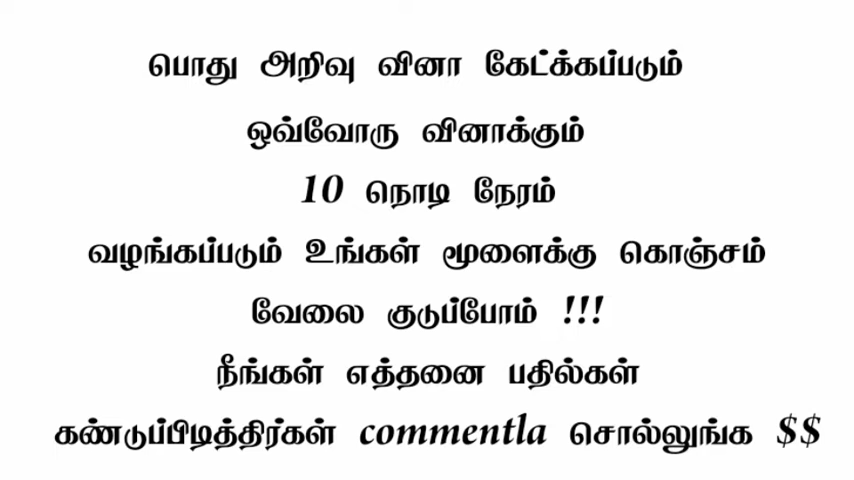 பொது அறிவு வினா கேட்க்கப்படும்
ஒவ்வோரு வினாக்கும்
10 நொடி நேரம்
வழங்கப்படும் உங்கள் மூளைக்கு கொஞ்சம்
வேலை குடுப்போம் !!!
நீங்கள் எத்தனை பதில்கள்
கண்டுப்பிடித்திர்கள் commentla சொல்லுங்க $$